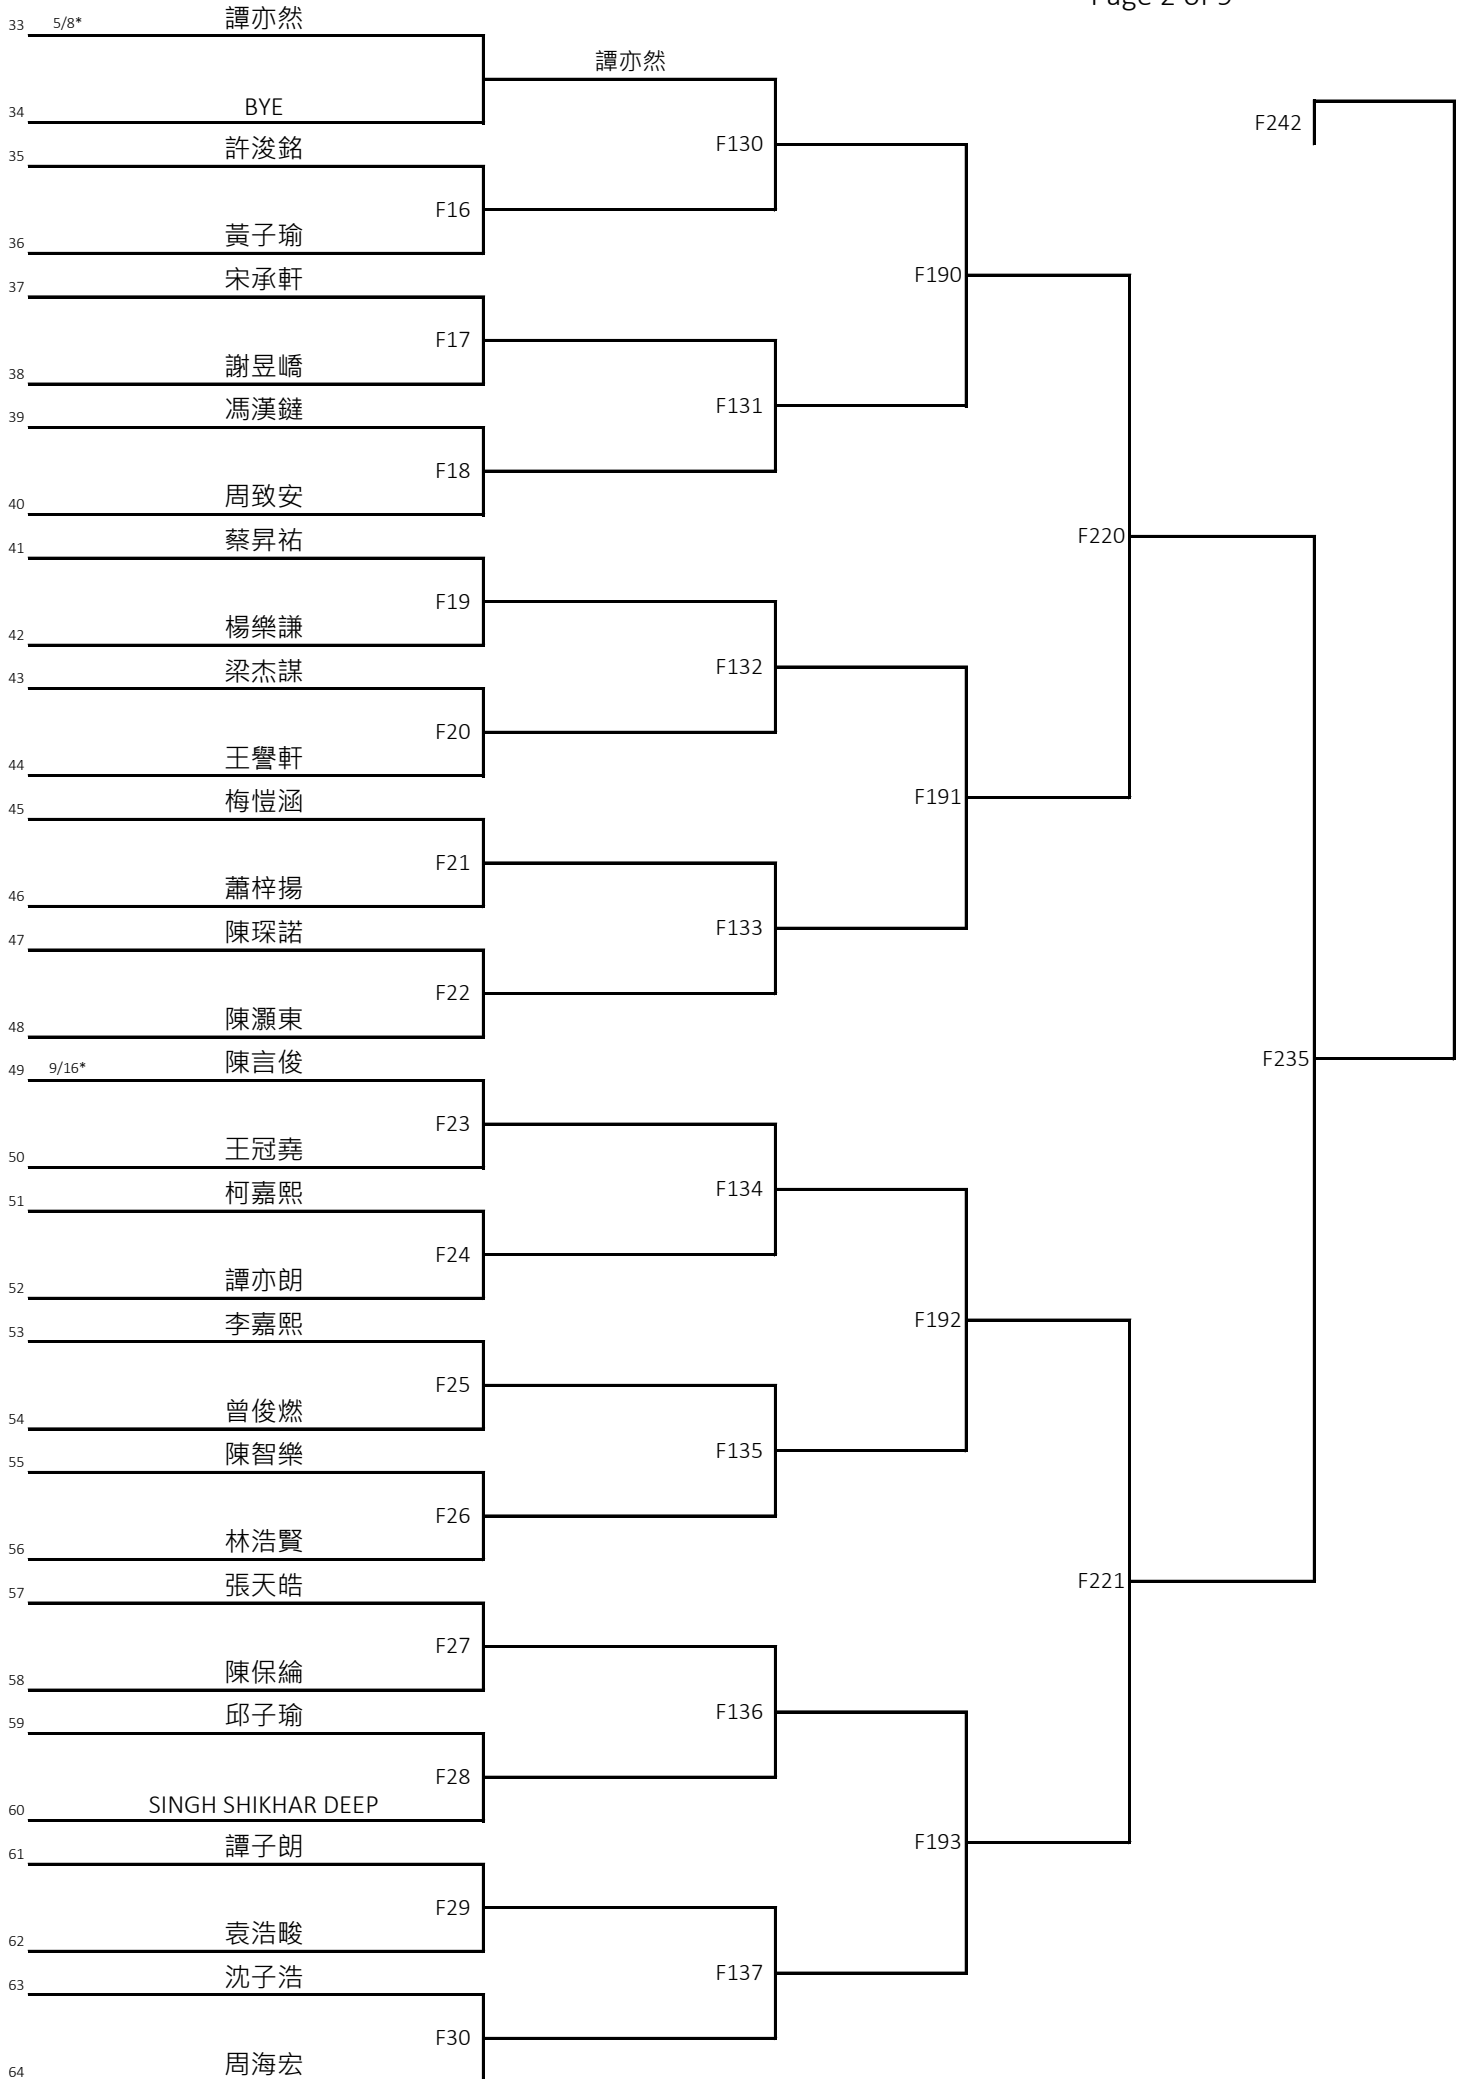 Page 2 of 9
33 5/8* 譚亦然
譚亦然
34 BYE
F242
35 許浚銘
F130
F16
36 黃子瑜
37 宋承軒
F190
F17
38 謝昱嶠
39 馮漢鏈
F131
F18
40 周致安
41 蔡昇祐
F220
F19
42 楊樂謙
43 梁杰謀
F132
F20
44 王譽軒
45 梅愷涵
F191
F21
46 蕭梓揚
47 陳琛諾
F133
F22
48 陳灝東
49 9/16* 陳言俊
F235
F23
50 王冠堯
51 柯嘉熙
F134
F24
52 譚亦朗
53 李嘉熙
F192
F25
54 曾俊燃
55 陳智樂
F135
F26
56 林浩賢
57 張天皓
F221
F27
58 陳保綸
59 邱子瑜
F136
F28
60 SINGH SHIKHAR DEEP
61 譚子朗
F193
F29
62 袁浩畯
63 沈子浩
F137
F30
64 周海宏